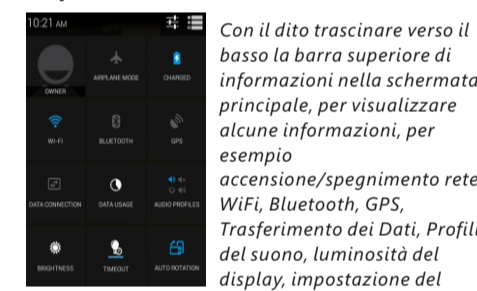 10:21 AM
OWNER
AIRPLANE MODE
CHARGED
WI-FI
BLUETOOTH
GPS
DATA CONNECTION
DATA USAGE
AUDIO PROFILES
BRIGHTNESS
TIMEOUT
AUTO ROTATION
Con il dito trascinare verso il
basso la barra superiore di
informazioni nella schermata
principale, per visualizzare
alcune informazioni, per
esempio
accensione/spegnimento rete
WiFi, Bluetooth, GPS,
Trasferimento dei Dati, Profili
del suono, luminosità del
display, impostazione del